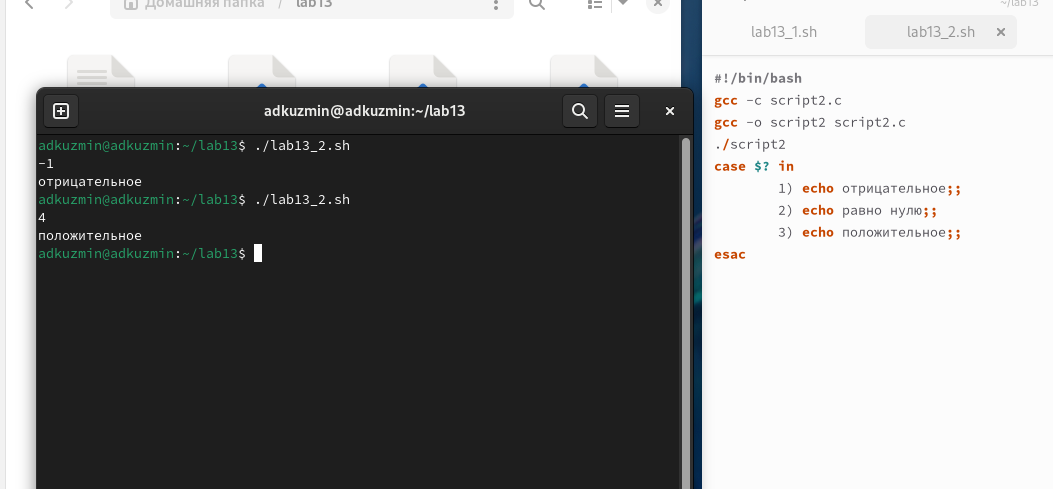 Домашняя папка / lab13
~/lab13
lab13_1.sh
lab13_2.sh
adkuzmin@adkuzmin:~/lab13
adkuzmin@adkuzmin:~/lab13$ ./lab13_2.sh
-1
отрицательное
adkuzmin@adkuzmin:~/lab13$ ./lab13_2.sh
4
положительное
adkuzmin@adkuzmin:~/lab13$
#!/bin/bash
gcc -c script2.c
gcc -o script2 script2.c
./script2
case $? in
1) echo отрицательное;;
2) echo равно нулю;;
3) echo положительное;;
esac